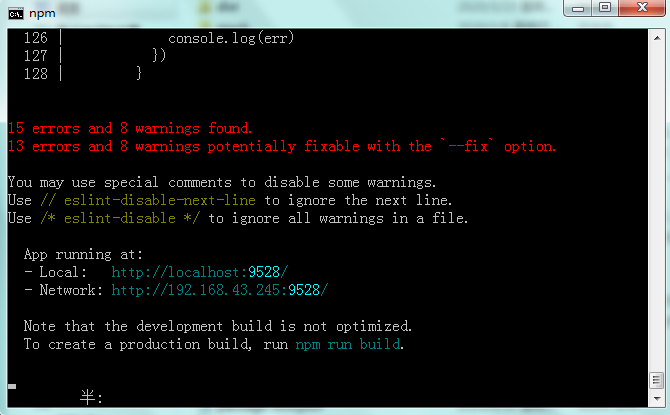 npm
126 |             console.log(err)
127 |           })
128 |         }
15 errors and 8 warnings found.
13 errors and 8 warnings potentially fixable with the `--fix` option.
You may use special comments to disable some warnings.
Use // eslint-disable-next-line to ignore the next line.
Use /* eslint-disable */ to ignore all warnings in a file.
App running at:
- Local:   http://localhost:9528/
- Network: http://192.168.43.245:9528/
Note that the development build is not optimized.
To create a production build, run npm run build.
半: